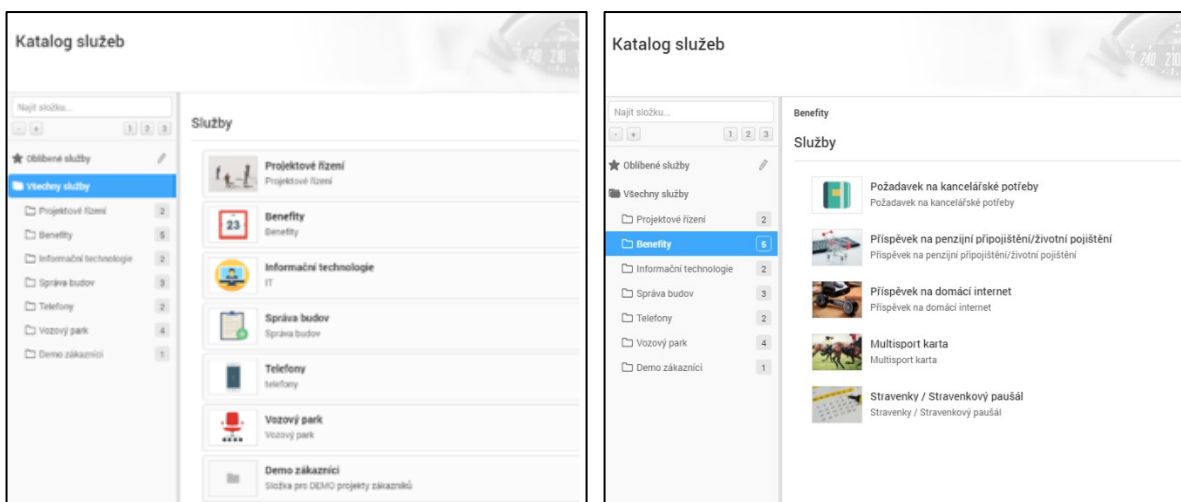 Katalog služeb
Najít složku...
- + 1 2 3
Oblíbené služby
Všechny služby
Projektové řízení 2
Benefity 5
Informační technologie 2
Správa budov 3
Telefony 2
Vozový park 4
Demo zákazníci 1
Služby
Projektové řízení
Projektové řízení
23
Benefity
Benefity
Informační technologie
IT
Správa budov
Správa budov
Telefony
telefony
Vozový park
Vozový park
Demo zákazníci
Složka pro DEMO projekty zákazníků
240 210
Katalog služeb
Najít složku...
- + 1 2 3
Oblíbené služby
Všechny služby
Projektové řízení 2
Benefity 5
Informační technologie 2
Správa budov 3
Telefony 2
Vozový park 4
Demo zákazníci 1
Benefity
Služby
Požadavek na kancelářské potřeby
Požadavek na kancelářské potřeby
Příspěvek na penzijní připojištění/životní pojištění
Příspěvek na penzijní připojištění/životní pojištění
Příspěvek na domácí internet
Příspěvek na domácí internet
Multisport karta
Multisport karta
Stravenky / Stravenkový paušál
Stravenky / Stravenkový paušál
240 210